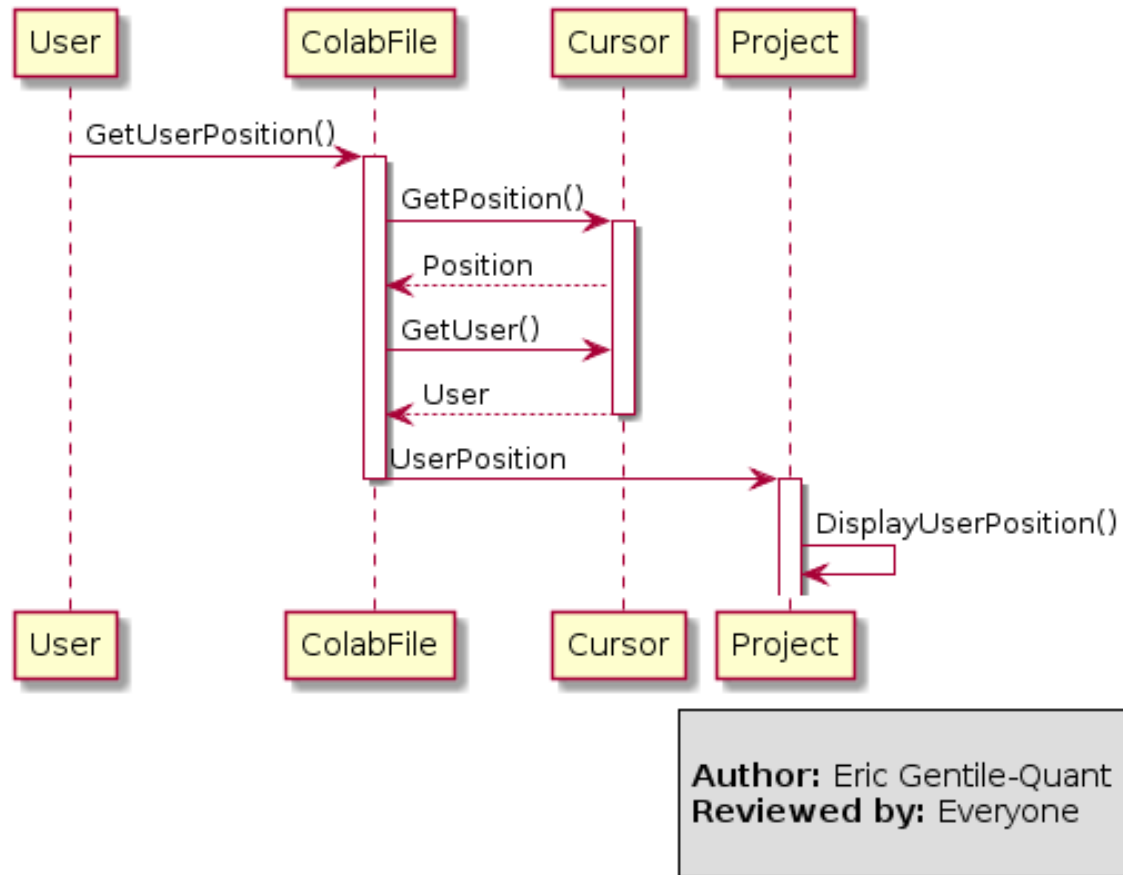 User ColabFile Cursor Project
GetUserPosition()
GetPosition()
Position
GetUser()
User
UserPosition
DisplayUserPosition()
User ColabFile Cursor Project
Author: Eric Gentile-Quant
Reviewed by: Everyone